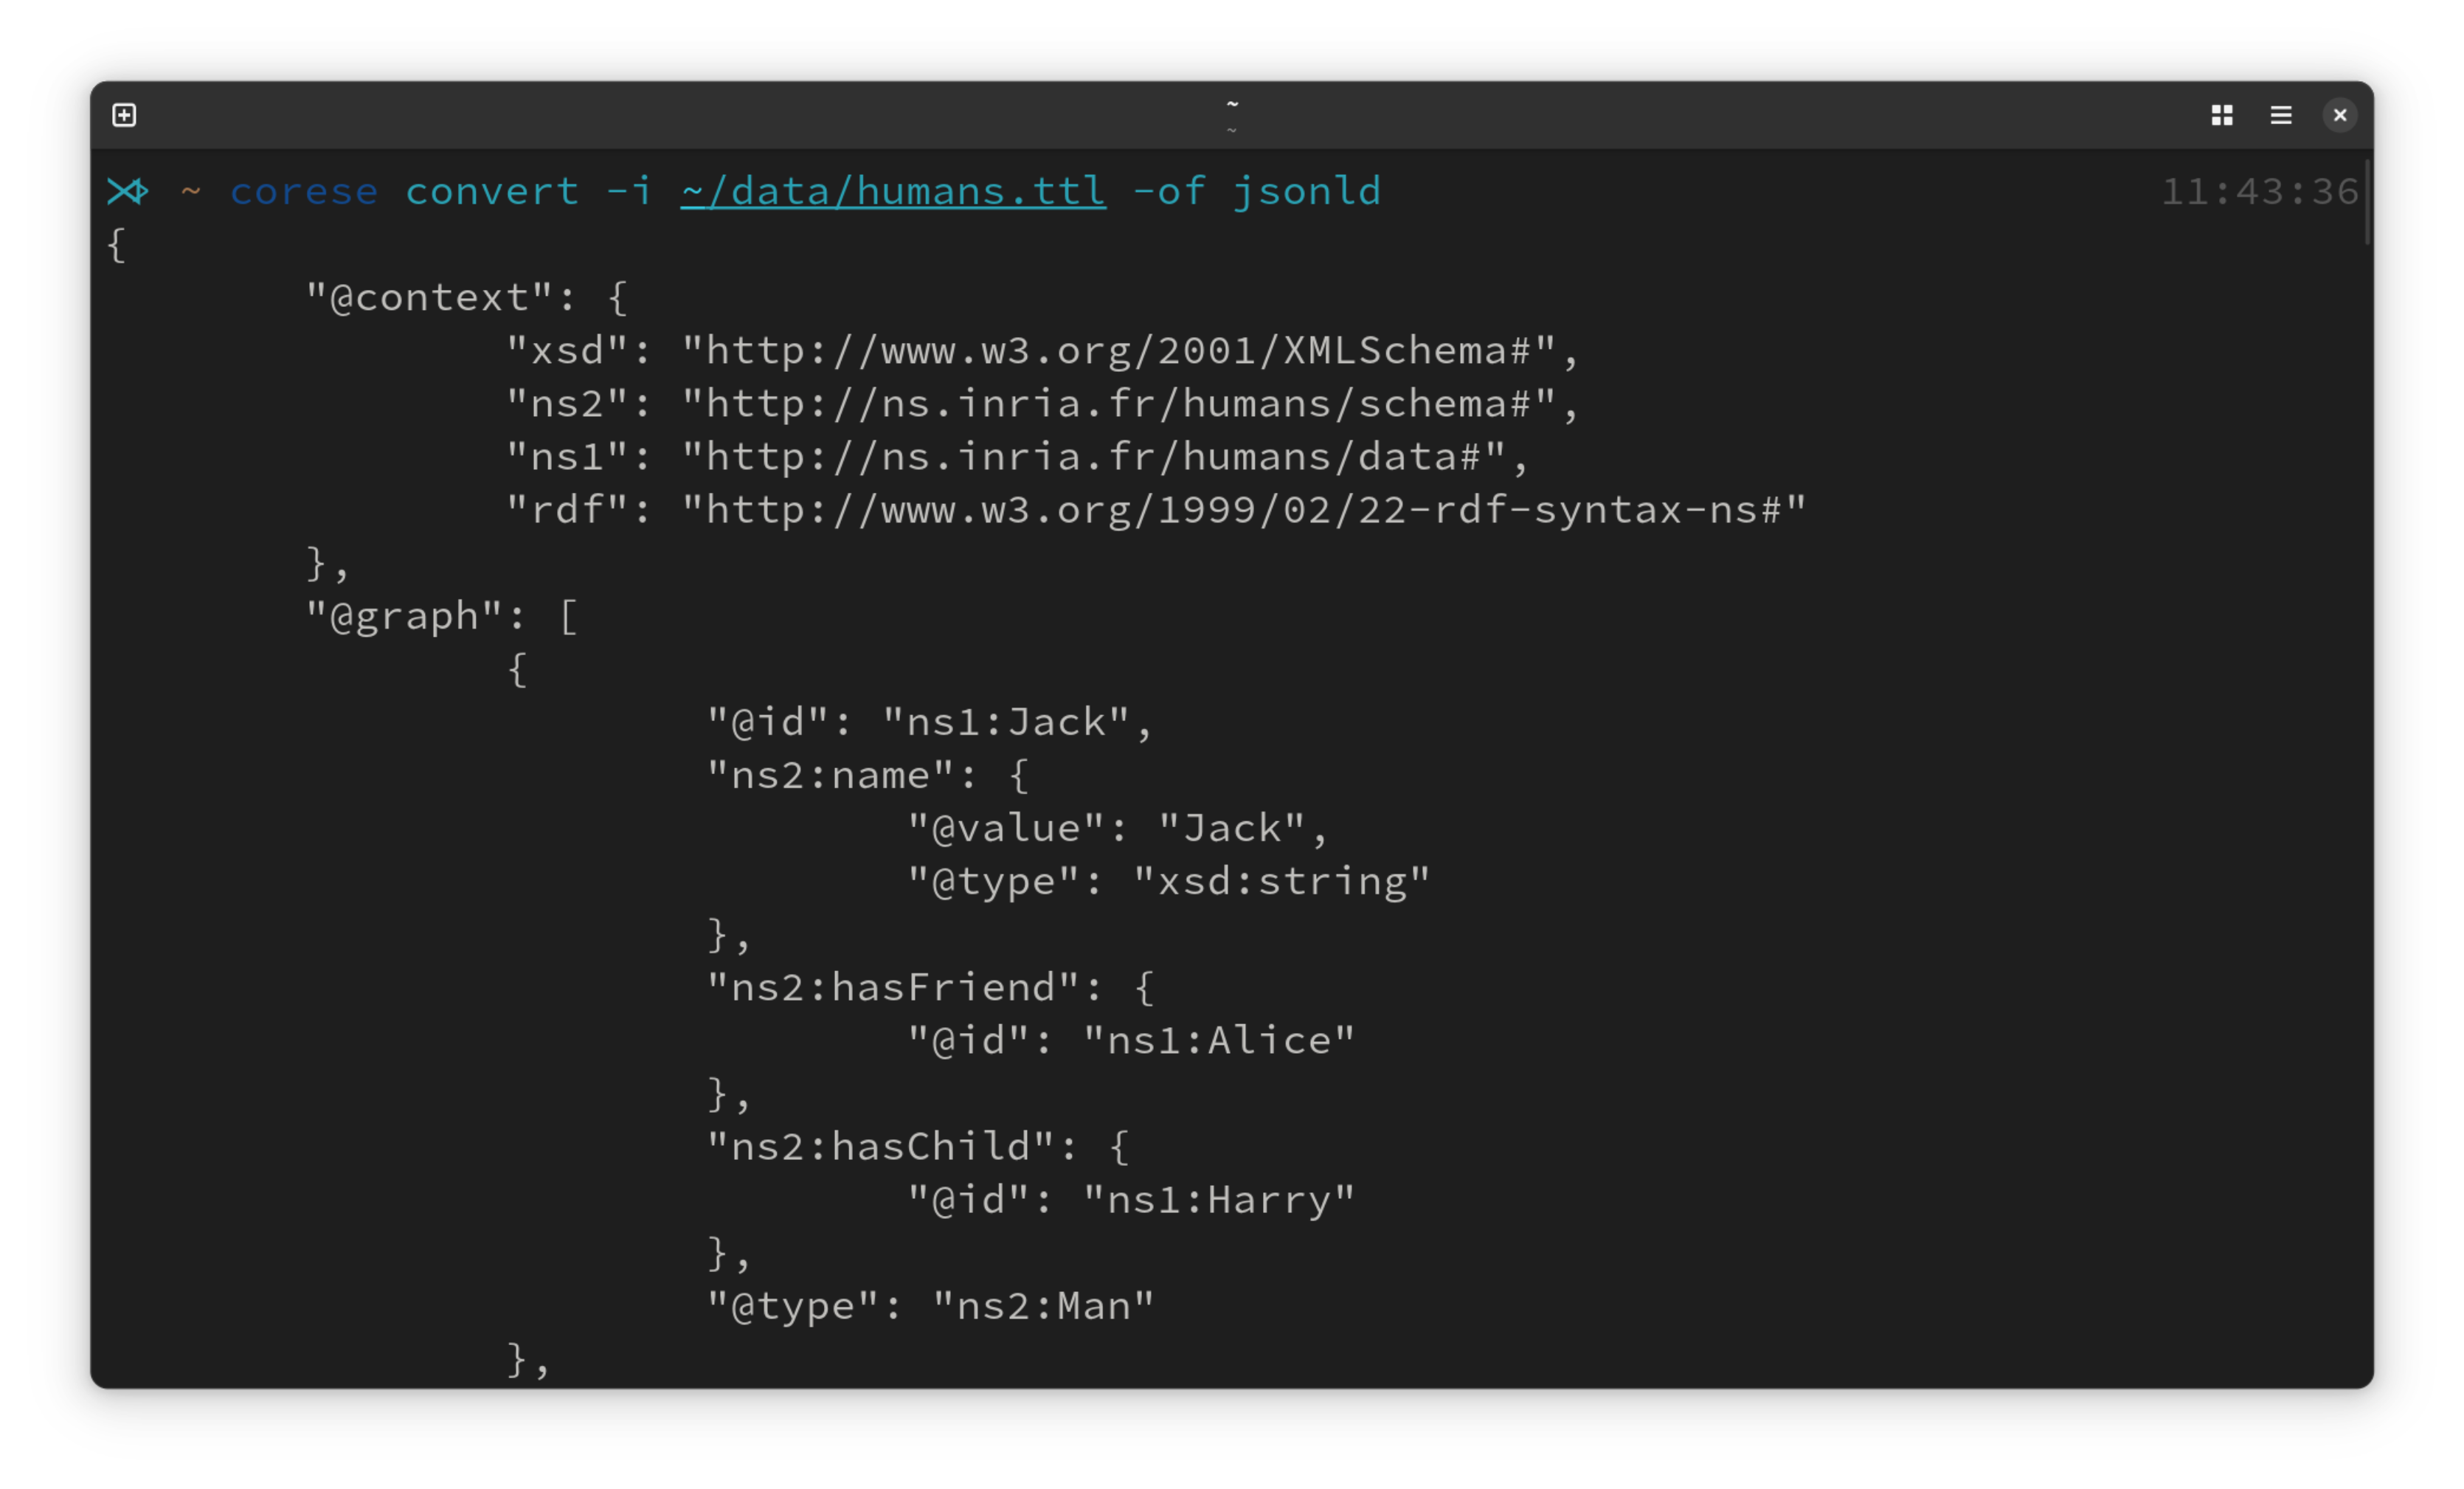 ~
~
~ corese convert -i ~/data/humans.ttl -of jsonld 11:43:36
{
        "@context": {
                "xsd": "http://www.w3.org/2001/XMLSchema#",
                "ns2": "http://ns.inria.fr/humans/schema#",
                "ns1": "http://ns.inria.fr/humans/data#",
                "rdf": "http://www.w3.org/1999/02/22-rdf-syntax-ns#"
        },
        "@graph": [
                {
                        "@id": "ns1:Jack",
                        "ns2:name": {
                                "@value": "Jack",
                                "@type": "xsd:string"
                        },
                        "ns2:hasFriend": {
                                "@id": "ns1:Alice"
                        },
                        "ns2:hasChild": {
                                "@id": "ns1:Harry"
                        },
                        "@type": "ns2:Man"
                },